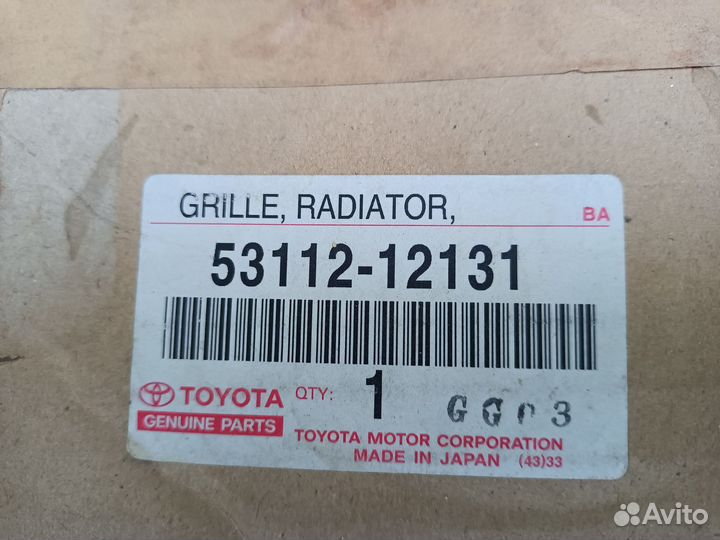 GRILLE, RADIATOR,
BA
53112-12131
TOYOTA
QTY: 1
GENUINE PARTS
TOYOTA MOTOR CORPORATION
MADE IN JAPAN (43)33
Avito